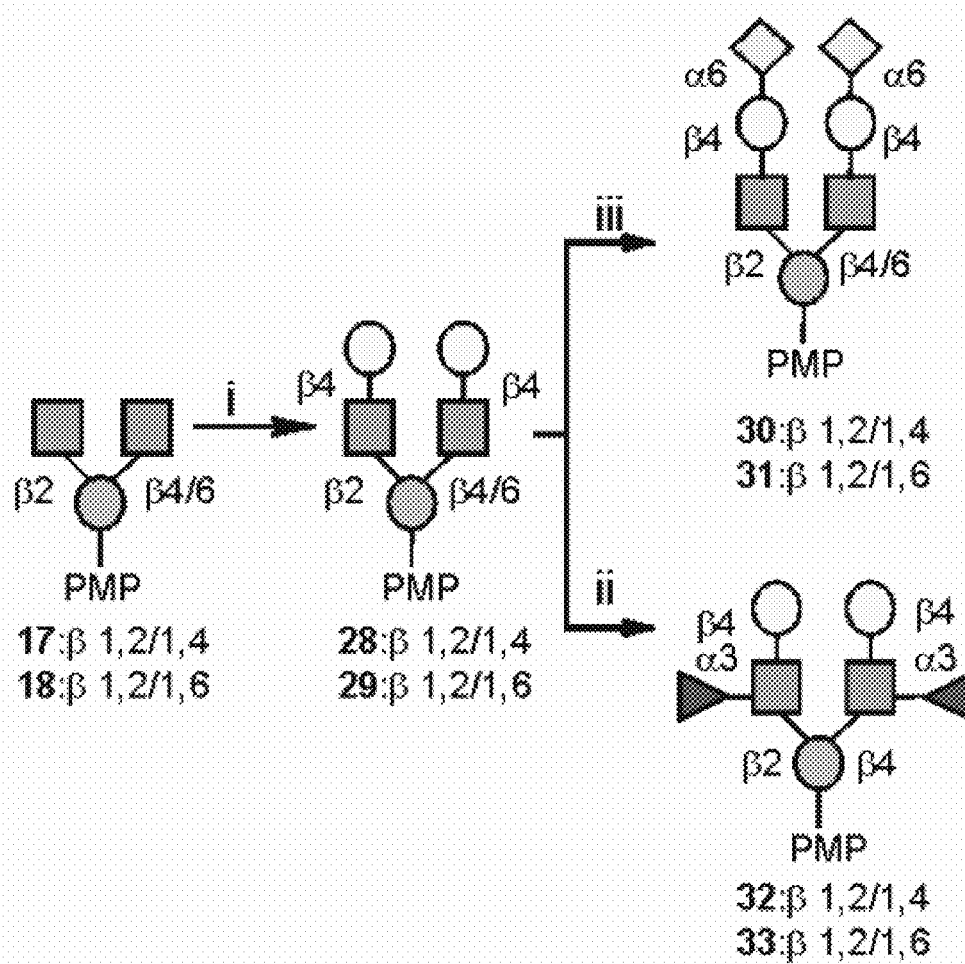 α6 α6
β4 β4
iii
β2 β4/6
PMP
30:β 1,2/1,4
31:β 1,2/1,6
β4 β4
i
β2 β4/6
β2 β4/6
PMP
PMP
17:β 1,2/1,4
18:β 1,2/1,6
28:β 1,2/1,4
29:β 1,2/1,6
ii
β4 β4
α3 α3
β2 β4
PMP
32:β 1,2/1,4
33:β 1,2/1,6